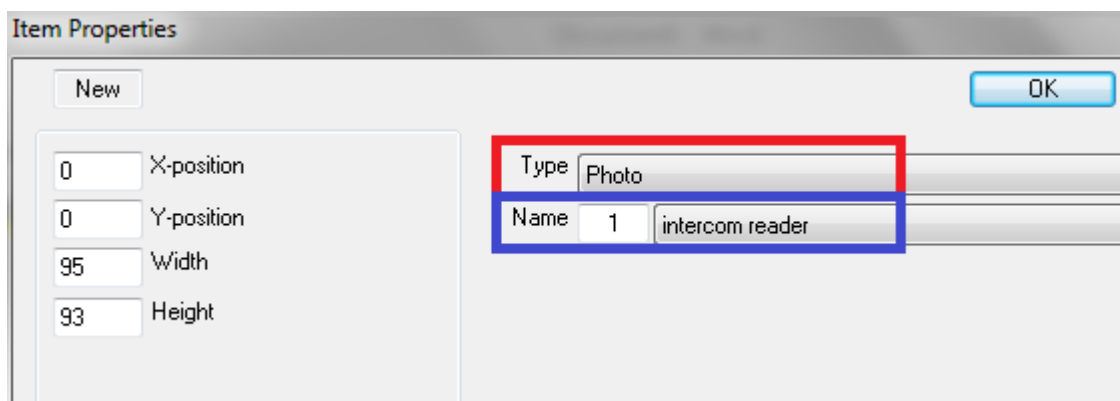 Item Properties
New
OK
0 X-position
0 Y-position
95 Width
93 Height
Type Photo
Name 1 intercom reader